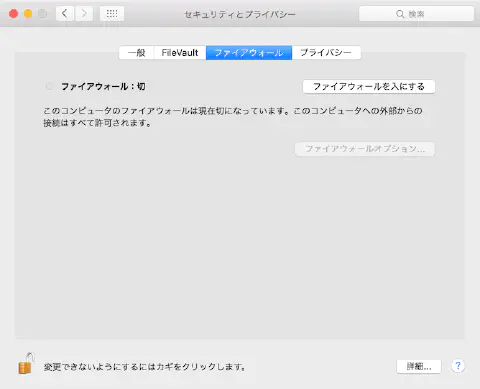 セキュリティとプライバシー
検索
一般 FileVault ファイアウォール プライバシー
ファイアウォール：切 ファイアウォールを入にする
このコンピュータのファイアウォールは現在切になっています。このコンピュータへの外部からの
接続はすべて許可されます。
ファイアウォールオプション...
変更できないようにするにはカギをクリックします。 詳細... ?